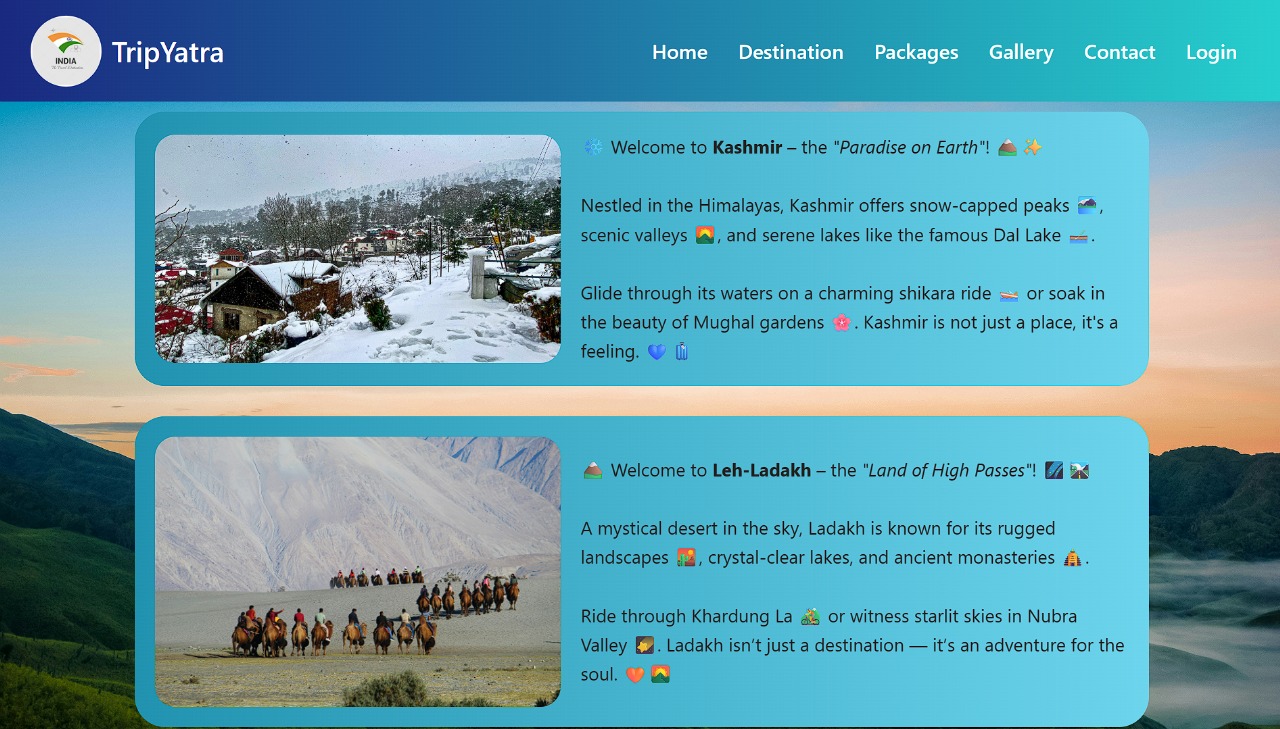 INDIA
TripYatra
Home Destination Packages Gallery Contact Login
❄️ Welcome to Kashmir – the "Paradise on Earth"! 🏔️ ✨
Nestled in the Himalayas, Kashmir offers snow-capped peaks 🏞️,
scenic valleys 🌄, and serene lakes like the famous Dal Lake 🛶.
Glide through its waters on a charming shikara ride 🚣 or soak in
the beauty of Mughal gardens 🌸. Kashmir is not just a place, it's a
feeling. 💙 🧳
🏔️ Welcome to Leh-Ladakh – the "Land of High Passes"! 🌌 🛣️
A mystical desert in the sky, Ladakh is known for its rugged
landscapes 🏜️, crystal-clear lakes, and ancient monasteries 🛕.
Ride through Khardung La 🚵 or witness starlit skies in Nubra
Valley 🌠. Ladakh isn’t just a destination — it’s an adventure for the
soul. 🧡 🌄